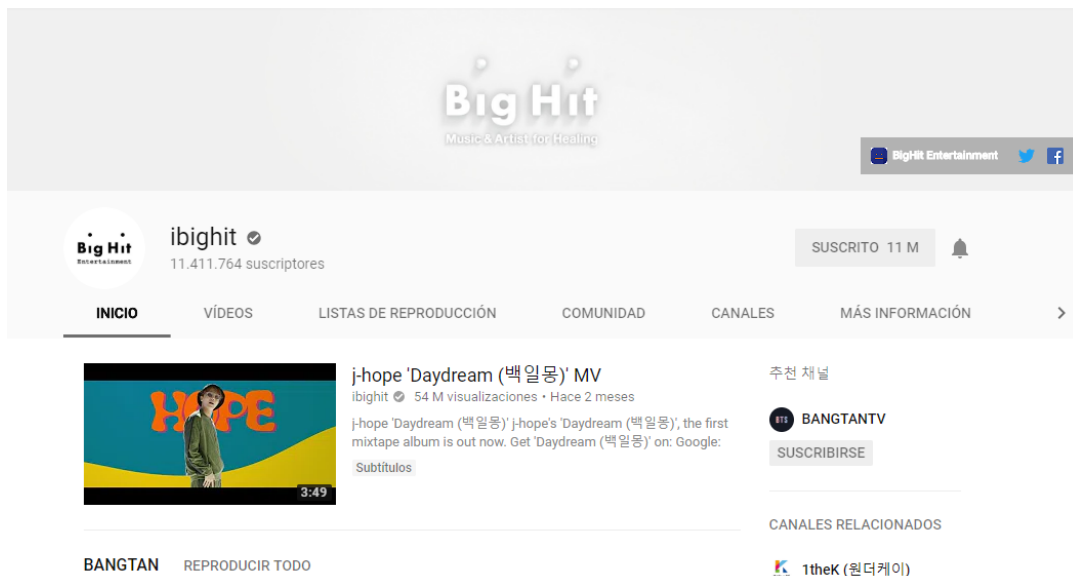 Big Hit
Music & Artist for Healing
BigHit Entertainment
Big Hit
Entertainment
ibighit
11.411.764 suscriptores
SUSCRITO 11 M
INICIO VÍDEOS LISTAS DE REPRODUCCIÓN COMUNIDAD CANALES MÁS INFORMACIÓN
HOPE
3:49
j-hope 'Daydream (백일몽)' MV
ibighit 54 M visualizaciones • Hace 2 meses
j-hope 'Daydream (백일몽)' j-hope's 'Daydream (백일몽)', the first
mixtape album is out now. Get 'Daydream (백일몽)' on: Google:
Subtítulos
추천 채널
BTS
BANGTANTV
SUSCRIBIRSE
CANALES RELACIONADOS
1theK (원더케이)
BANGTAN REPRODUCIR TODO